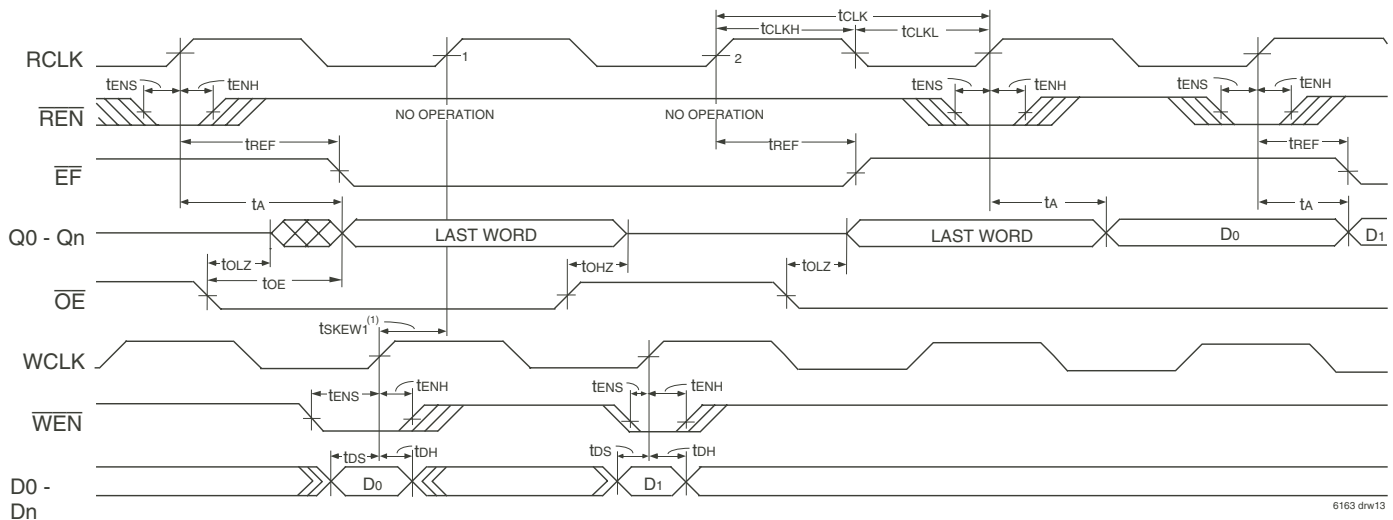 tCLK
tCLKH tCLKL
RCLK 1 2
tENS tENH tENS tENH tENS tENH
REN NO OPERATION NO OPERATION
tREF tREF tREF
EF
tA tA tA
Q0 - Qn LAST WORD LAST WORD D0 D1
tOLZ tOHZ tOLZ
tOE
OE
tSKEW1(1)
WCLK
tENS tENH tENS tENH
WEN
tDS tDH tDS tDH
D0 - Dn D0 D1
6163 drw13